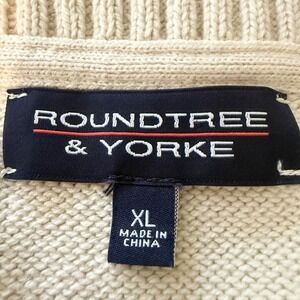 ROUNDTREE
& YORKE
XL
MADE IN
CHINA